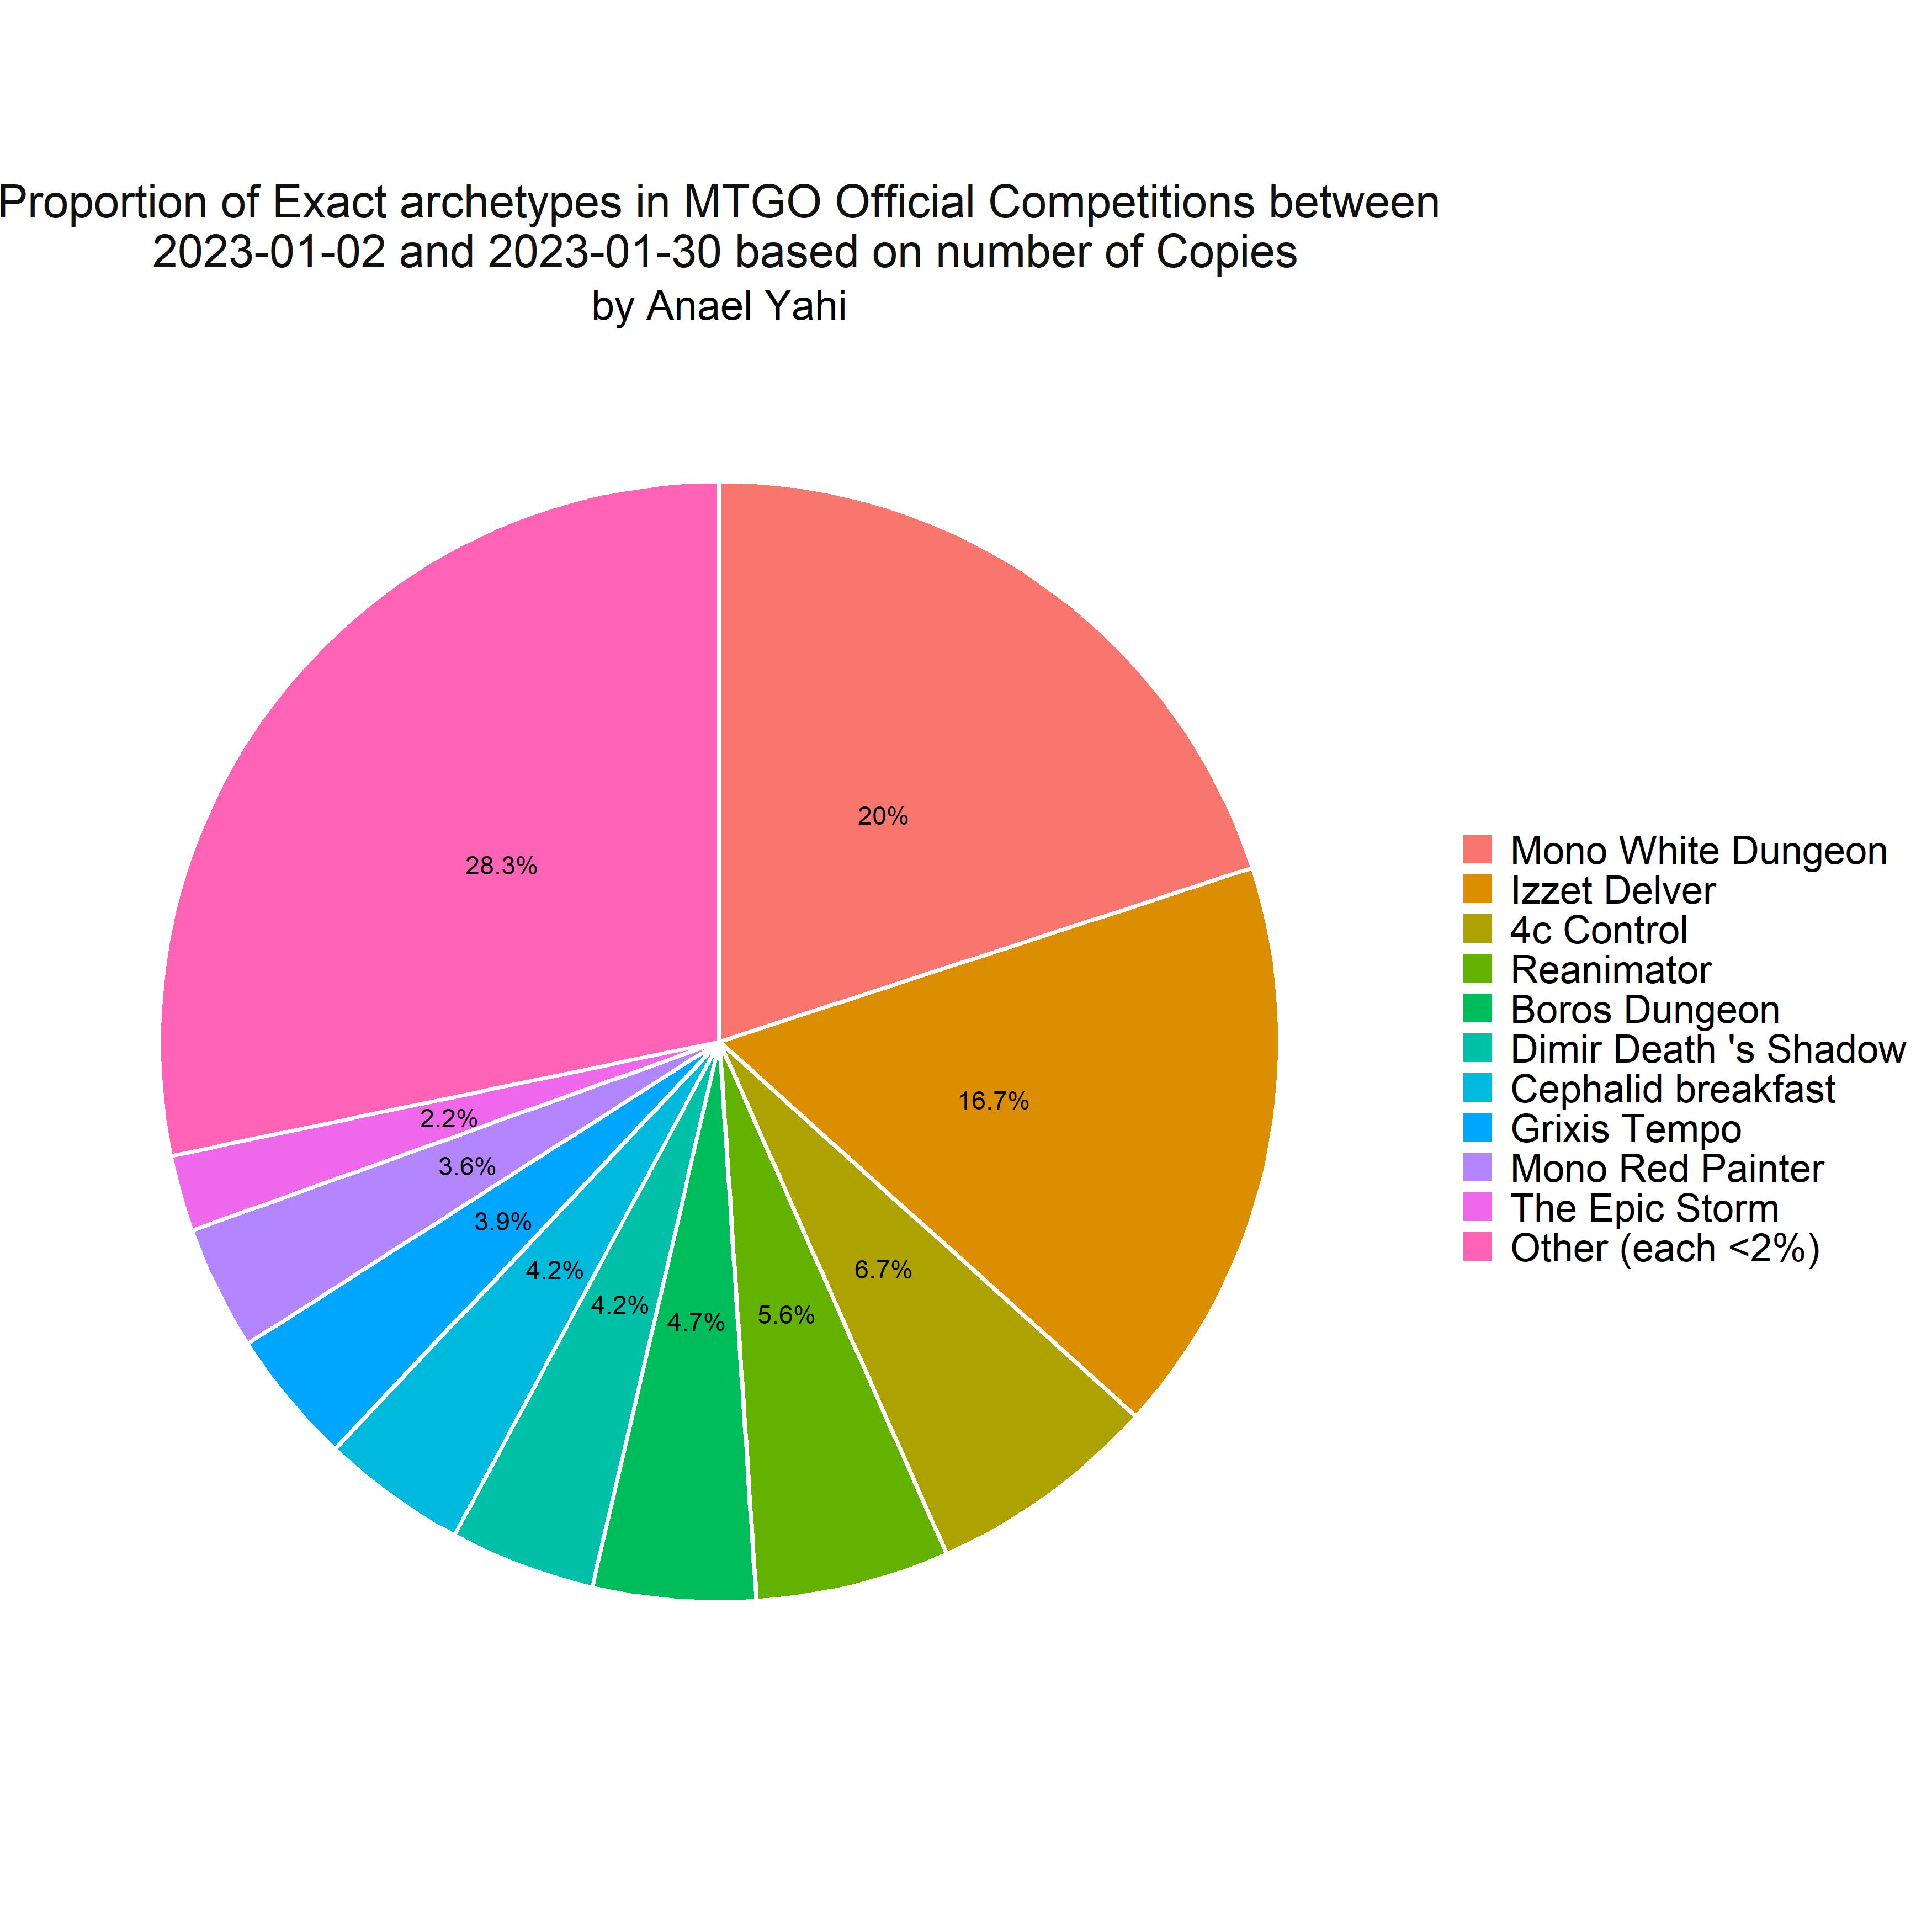 Proportion of Exact archetypes in MTGO Official Competitions between
2023-01-02 and 2023-01-30 based on number of Copies
by Anael Yahi
20%
28.3%
16.7%
2.2%
3.6%
3.9%
4.2%
4.2%
4.7%
5.6%
6.7%
Mono White Dungeon
Izzet Delver
4c Control
Reanimator
Boros Dungeon
Dimir Death 's Shadow
Cephalid breakfast
Grixis Tempo
Mono Red Painter
The Epic Storm
Other (each <2%)